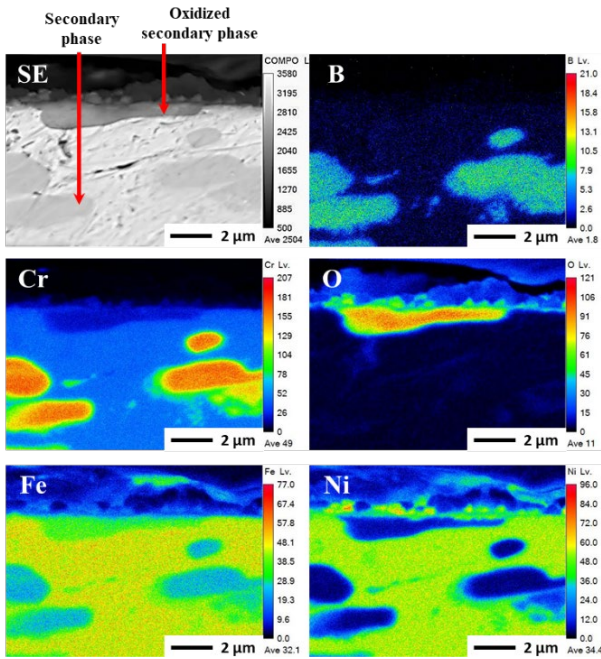 Secondary phase
Oxidized secondary phase
SE
COMPO L
3580
3195
2810
2425
2040
1655
1270
885
500
Ave 2504
2 μm
B
B Lv.
21.0
18.3
15.7
13.1
10.5
7.8
5.2
2.6
0.0
Ave 1.8
2 μm
Cr
Cr Lv.
207
181
155
129
104
78
52
26
0
Ave 49
2 μm
O
O Lv.
121
106
91
76
61
45
30
15
0
Ave 11
2 μm
Fe
Fe Lv.
77.0
67.4
57.8
48.1
38.5
28.9
19.3
9.6
0.0
Ave 32.1
2 μm
Ni
Ni Lv.
96.0
84.0
72.0
60.0
48.0
36.0
24.0
12.0
0.0
Ave 34.4
2 μm